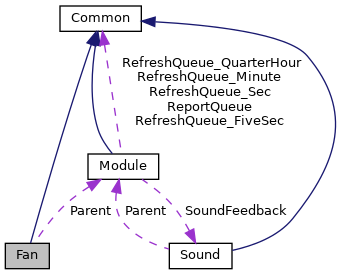 Common
RefreshQueue_QuarterHour
RefreshQueue_Minute
RefreshQueue_Sec
ReportQueue
RefreshQueue_FiveSec
Module
Parent
Parent
SoundFeedback
Fan
Sound